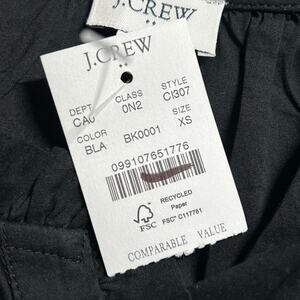 J.CREW
J.CREW
DEPT CLASS STYLE
CA0 0N2 CI307
COLOR SIZE
BLA BK0001 XS
099107651776
FSC
RECYCLED
Paper
FSC® C117781
COMPARABLE VALUE